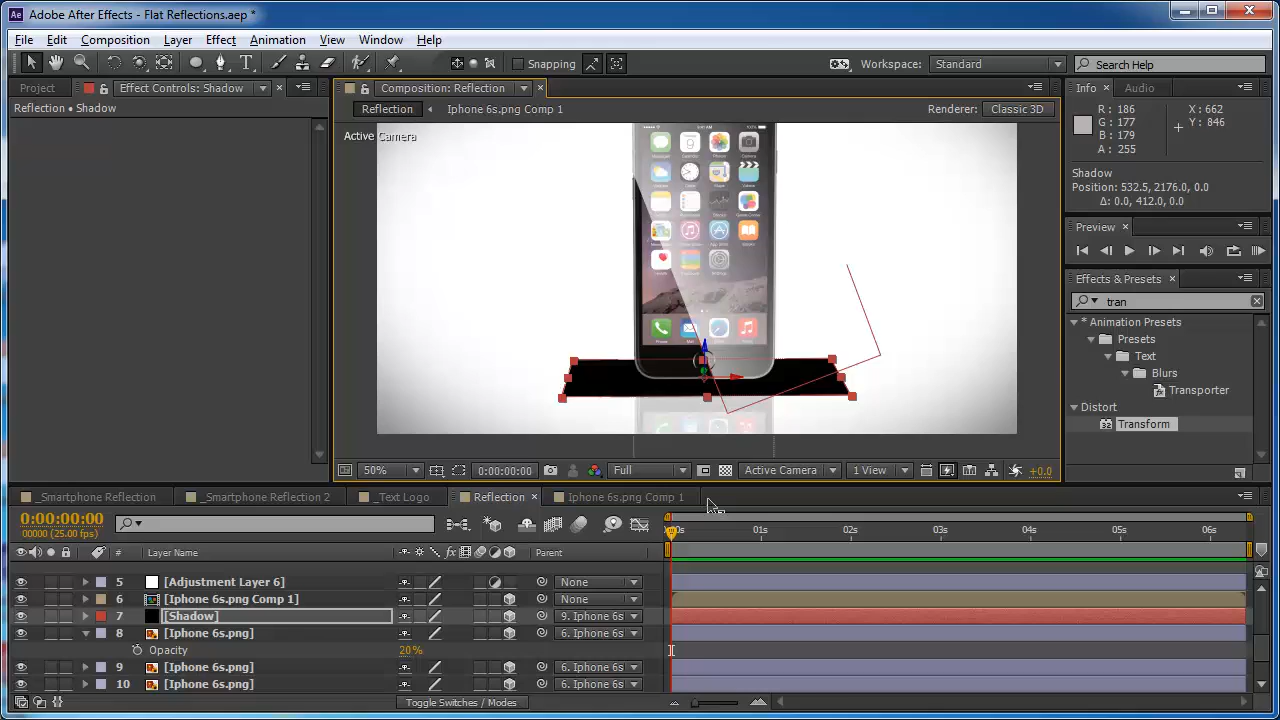 Adobe After Effects - Flat Reflections.aep *
File Edit Composition Layer Effect Animation View Window Help
Snapping Workspace: Standard Search Help
Project Effect Controls: Shadow Composition: Reflection Info Audio
Reflection • Shadow
Reflection Iphone 6s.png Comp 1 Renderer: Classic 3D
Active Camera
R: 186 X: 662
G: 177 Y: 846
B: 179
A: 255
Shadow
Position: 532.5, 2176.0, 0.0
Δ: 0.0, 412.0, 0.0
Preview
Effects & Presets
tran
* Animation Presets
Presets
Text
Blurs
Transporter
Distort
Transform
50% 0:00:00:00 Full Active Camera 1 View +0.0
_Smartphone Reflection _Smartphone Reflection 2 _Text Logo Reflection Iphone 6s.png Comp 1
0:00:00:00
00000 (25.00 fps)
01s 02s 03s 04s 05s 06s
# Layer Name Parent
5 [Adjustment Layer 6] None
6 [Iphone 6s.png Comp 1] None
7 [Shadow] 9. Iphone 6s
8 [Iphone 6s.png] 6. Iphone 6s
Opacity 20%
9 [Iphone 6s.png] 6. Iphone 6s
10 [Iphone 6s.png] 6. Iphone 6s
Toggle Switches / Modes